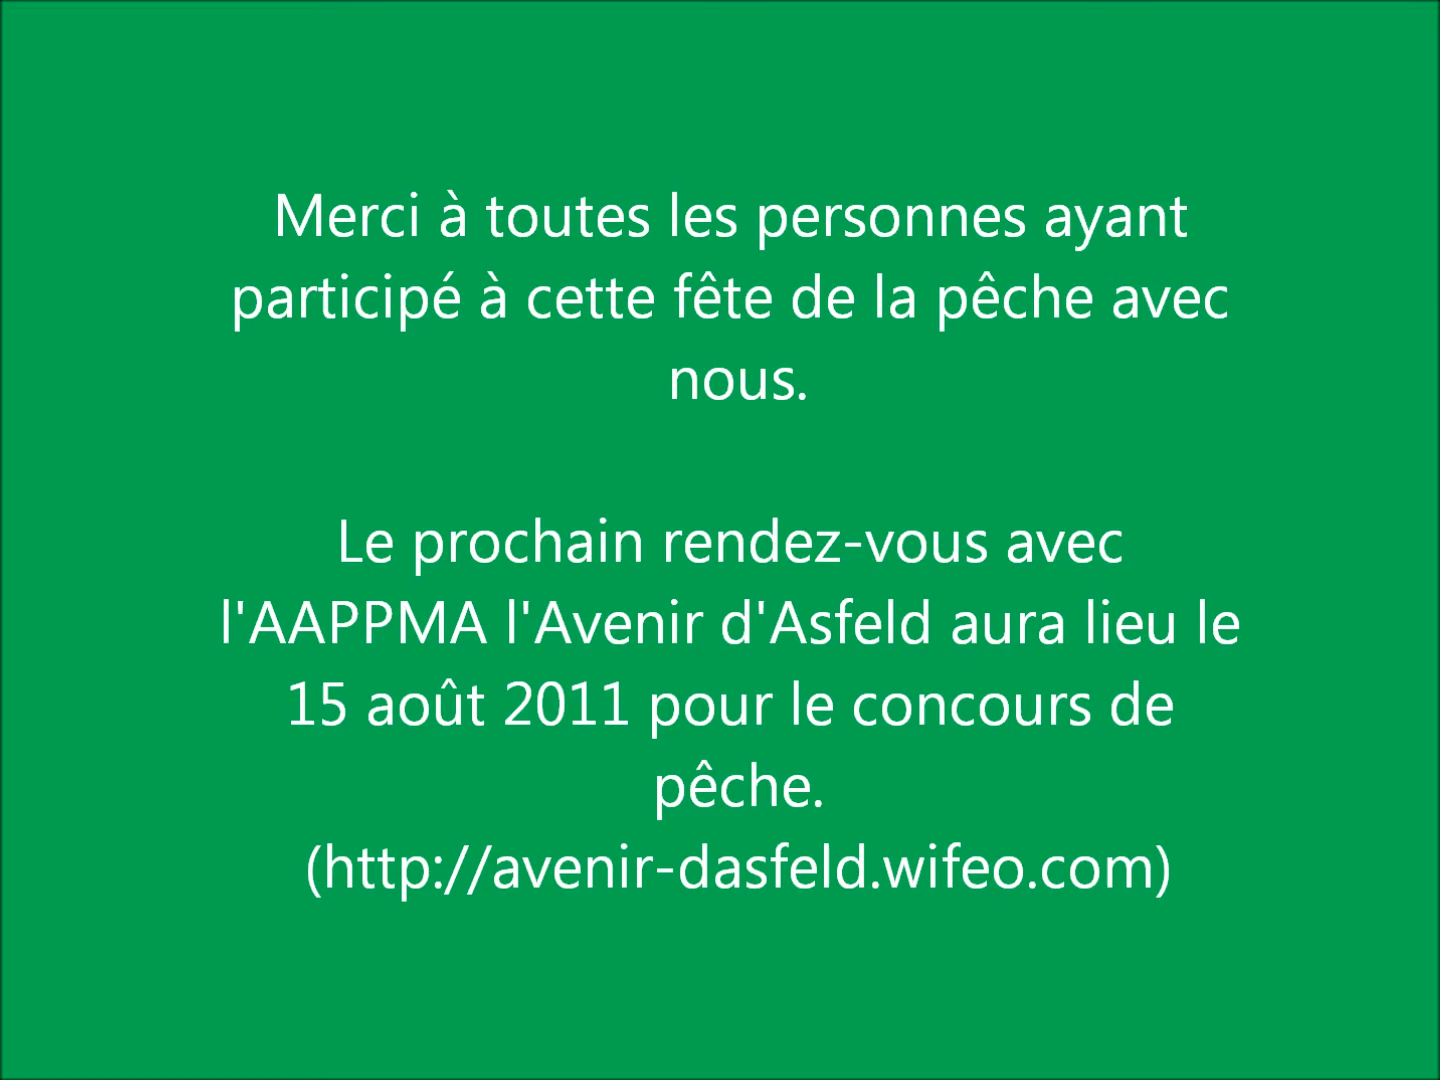 Merci à toutes les personnes ayant
participé à cette fête de la pêche avec
nous.
Le prochain rendez-vous avec
l'AAPPMA l'Avenir d'Asfeld aura lieu le
15 août 2011 pour le concours de
pêche.
(http://avenir-dasfeld.wifeo.com)